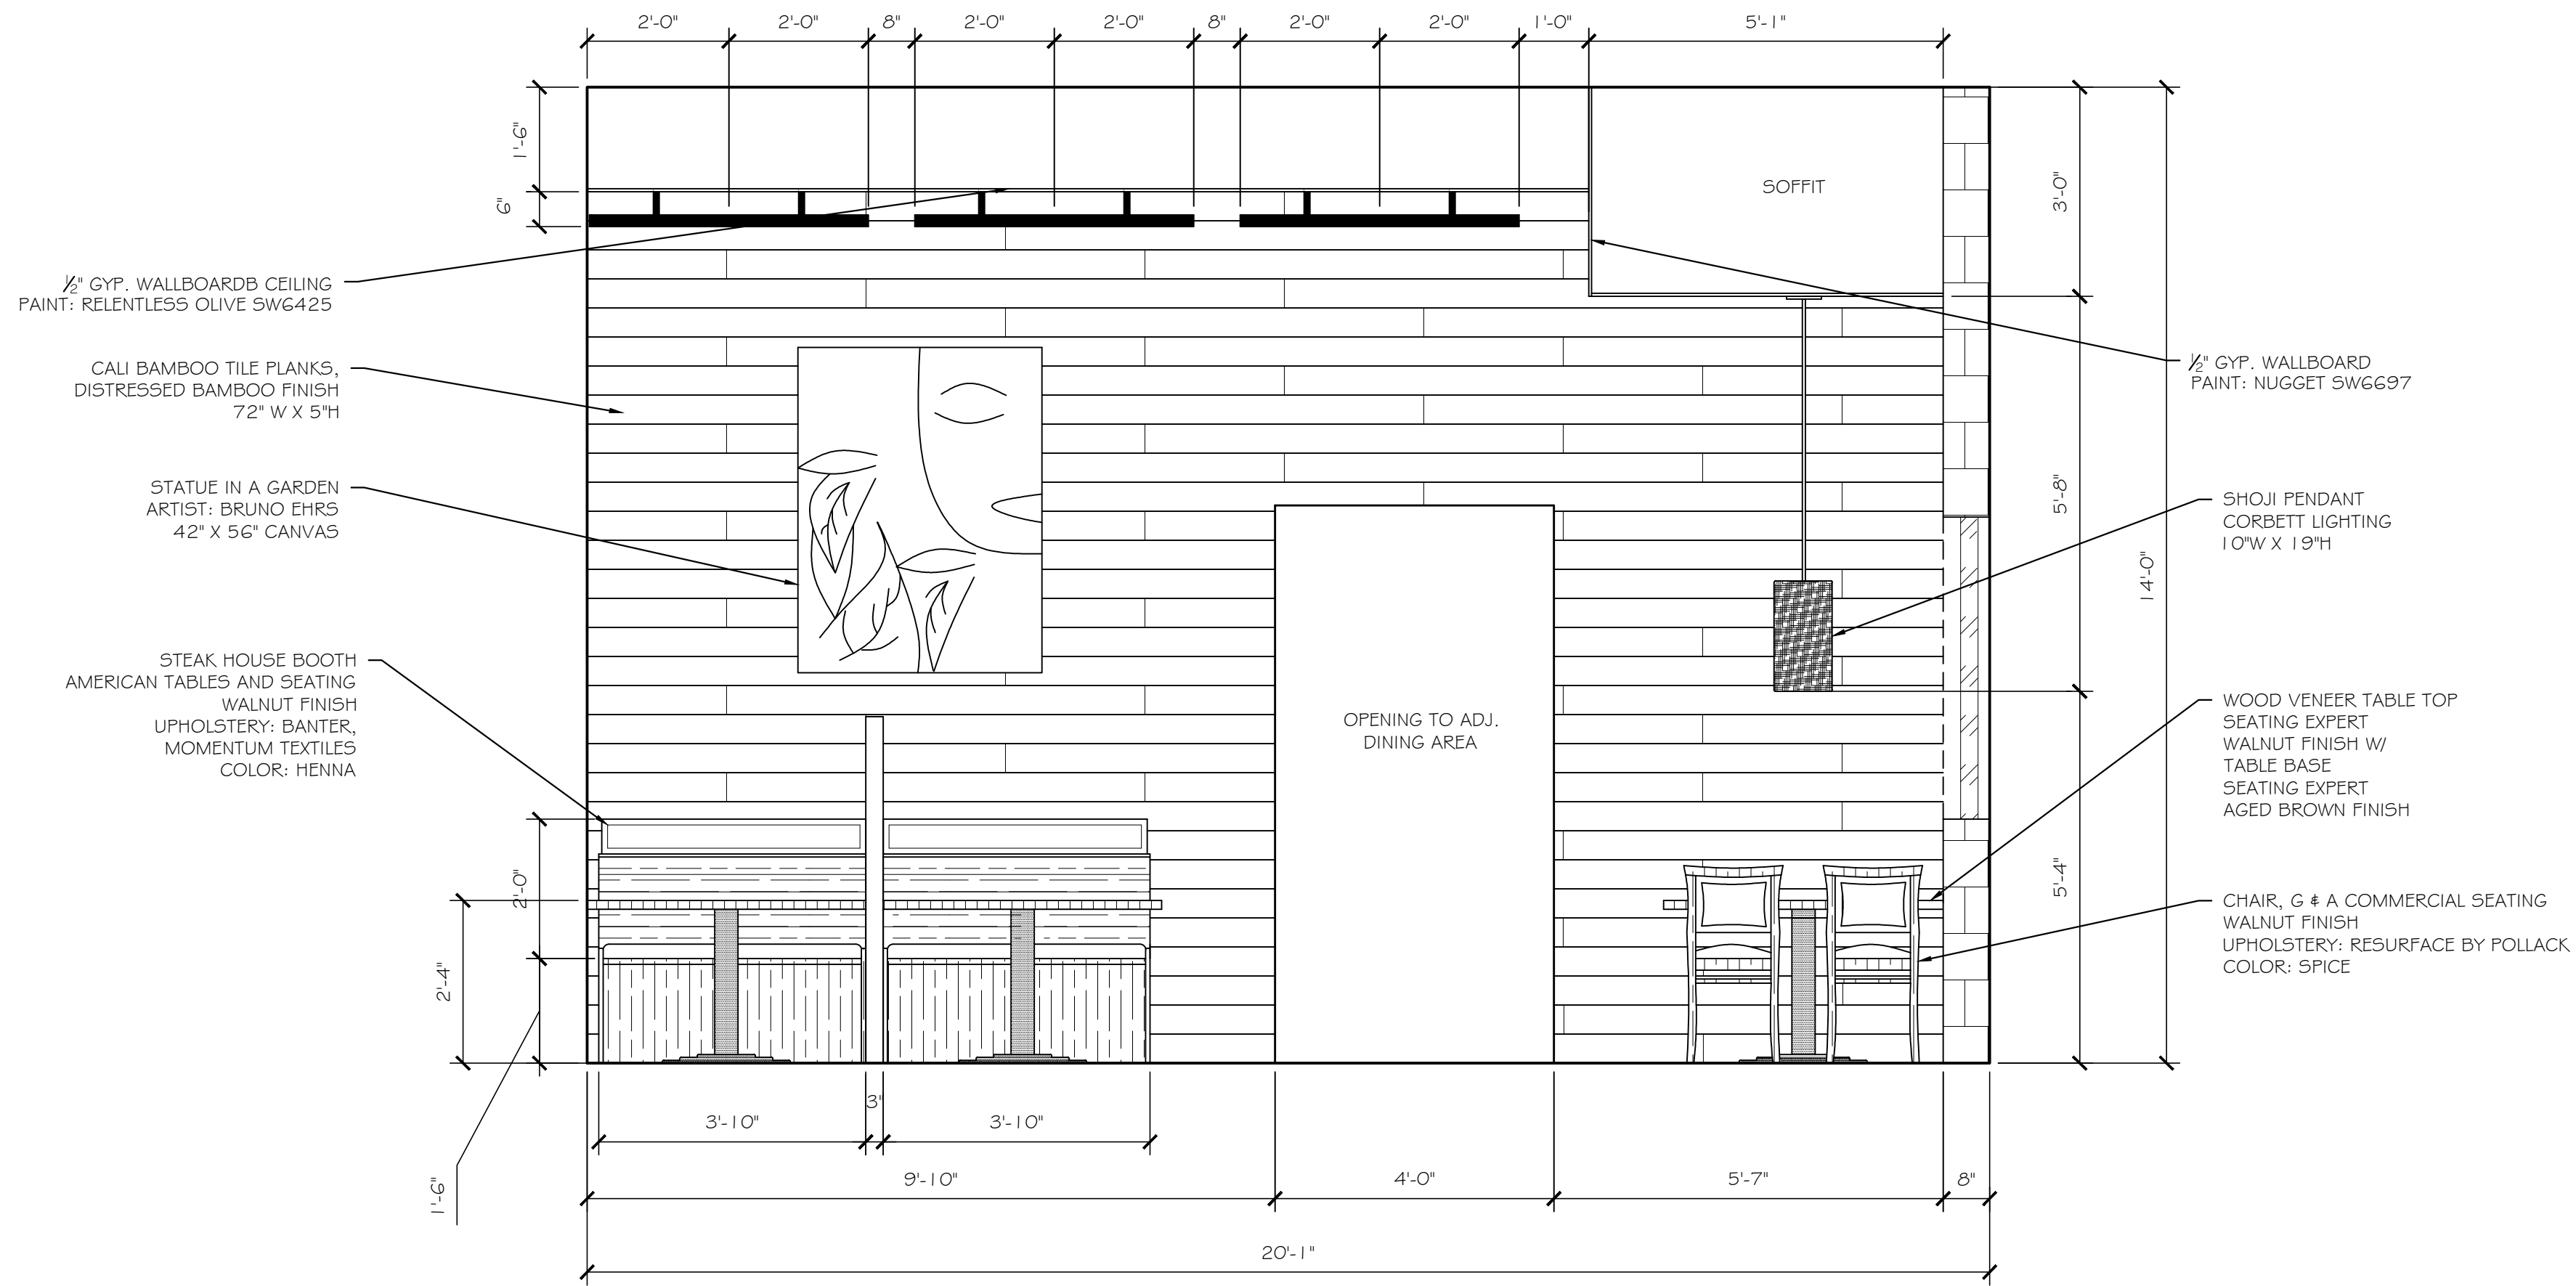 2'-0" 2'-0" 8" 2'-0" 2'-0" 8" 2'-0" 2'-0" 1'-0" 5'-1"
1'-6"
6"
SOFFIT
3'-0"
½" GYP. WALLBOARDB CEILING
PAINT: RELENTLESS OLIVE SW6425
CALI BAMBOO TILE PLANKS,
DISTRESSED BAMBOO FINISH
72" W X 5"H
STATUE IN A GARDEN
ARTIST: BRUNO EHRS
42" X 56" CANVAS
STEAK HOUSE BOOTH
AMERICAN TABLES AND SEATING
WALNUT FINISH
UPHOLSTERY: BANTER,
MOMENTUM TEXTILES
COLOR: HENNA
OPENING TO ADJ.
DINING AREA
½" GYP. WALLBOARD
PAINT: NUGGET SW6697
5'-8"
14'-0"
SHOJI PENDANT
CORBETT LIGHTING
10"W X 19"H
WOOD VENEER TABLE TOP
SEATING EXPERT
WALNUT FINISH W/
TABLE BASE
SEATING EXPERT
AGED BROWN FINISH
5'-4"
CHAIR, G & A COMMERCIAL SEATING
WALNUT FINISH
UPHOLSTERY: RESURFACE BY POLLACK
COLOR: SPICE
2'-0"
2'-4"
1'-6"
3'-10" 3" 3'-10"
9'-10" 4'-0" 5'-7" 8"
20'-1"